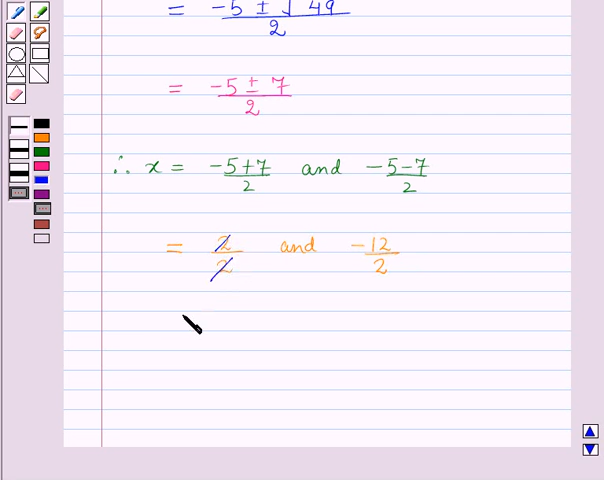 = (-5 ± √49)/2
= (-5 ± 7)/2
∴ x = (-5+7)/2 and (-5-7)/2
= 2/2 and -12/2